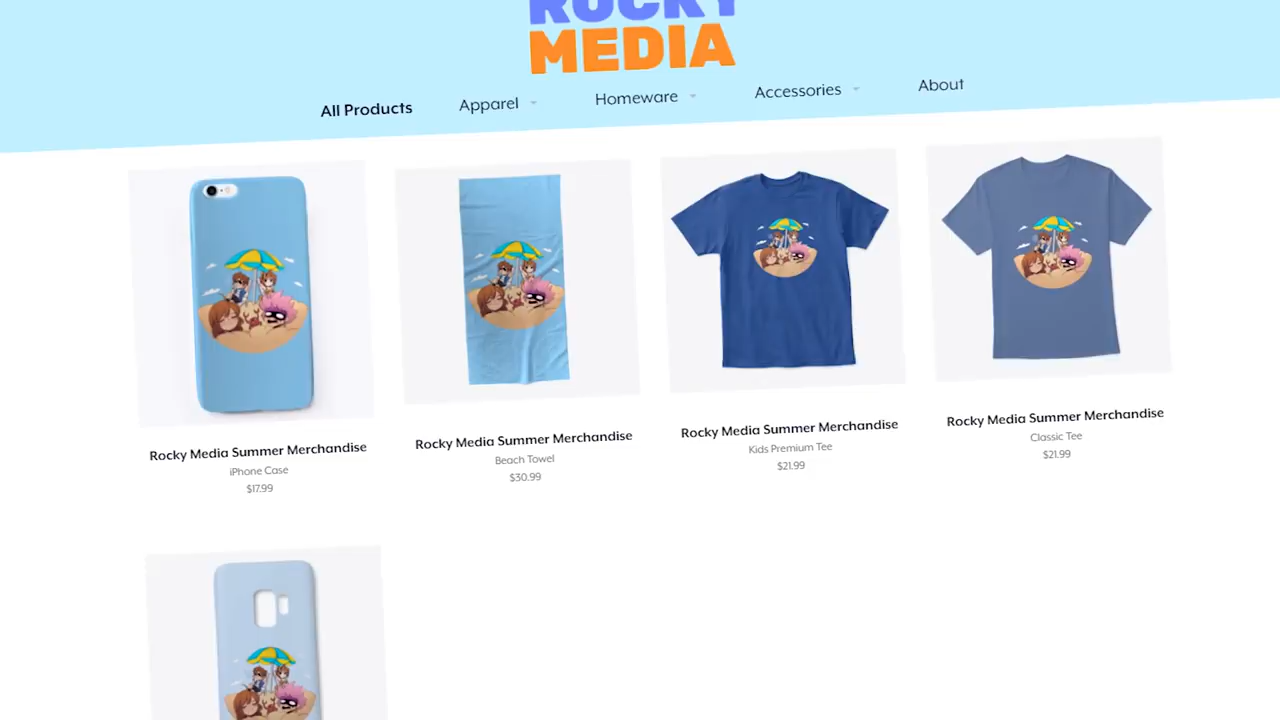 ROCKY
MEDIA
All Products
Apparel
Homeware
Accessories
About
Rocky Media Summer Merchandise
iPhone Case
$17.99
Rocky Media Summer Merchandise
Beach Towel
$30.99
Rocky Media Summer Merchandise
Kids Premium Tee
$21.99
Rocky Media Summer Merchandise
Classic Tee
$21.99